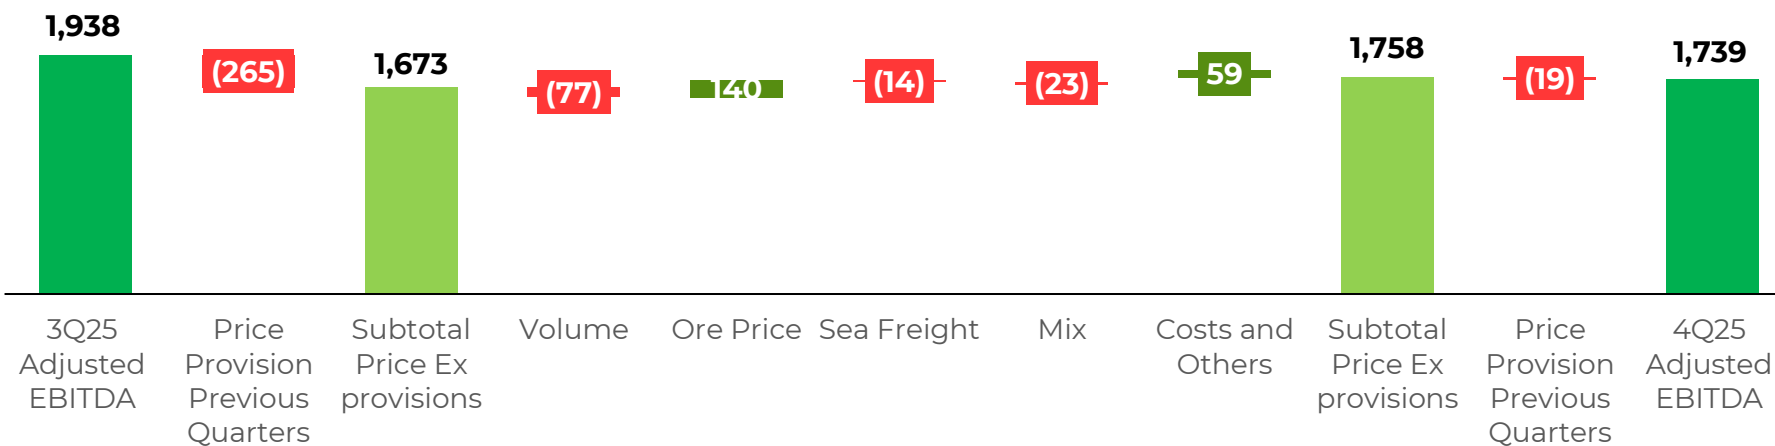 1,938
(265)
1,673
(77)
140
(14)
(23)
59
1,758
(19)
1,739
3Q25
Adjusted
EBITDA
Price
Provision
Previous
Quarters
Subtotal
Price Ex
provisions
Volume
Ore Price
Sea Freight
Mix
Costs and
Others
Subtotal
Price Ex
provisions
Price
Provision
Previous
Quarters
4Q25
Adjusted
EBITDA